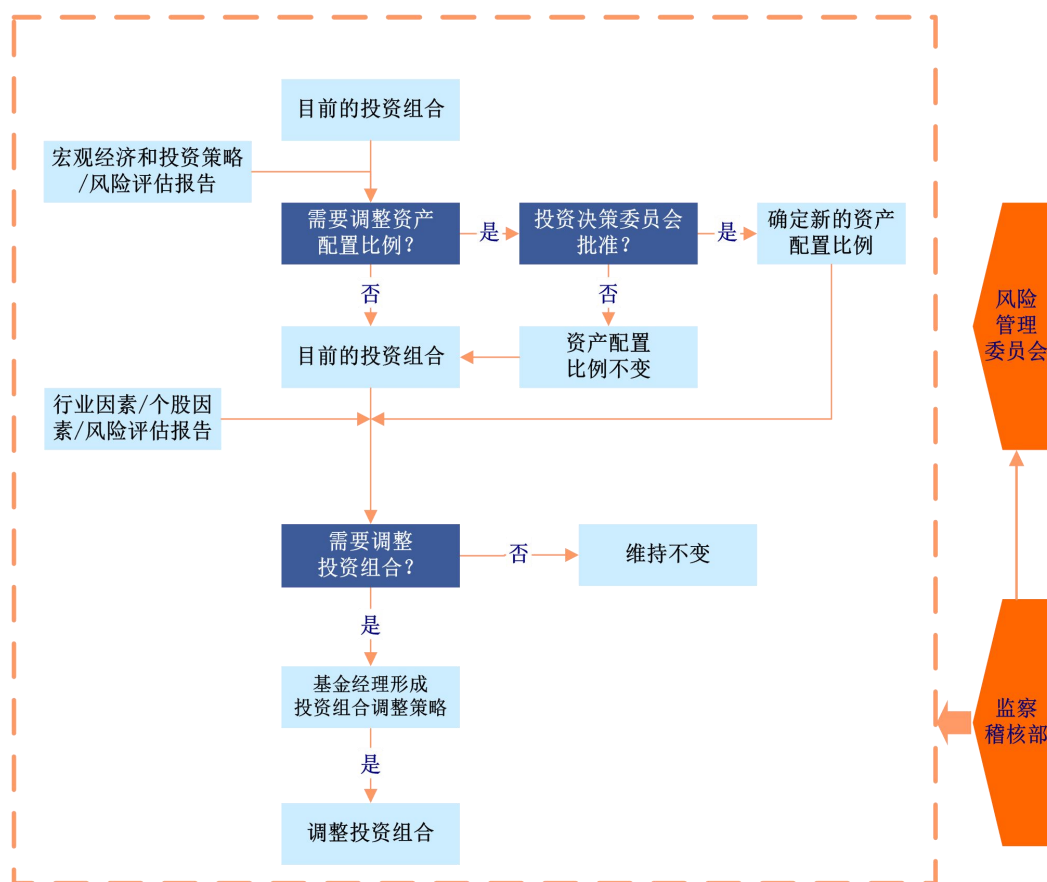 目前的投资组合
宏观经济和投资策略
/风险评估报告
需要调整资产
配置比例？
是
投资决策委员会
批准？
是
确定新的资产
配置比例
否
否
目前的投资组合
资产配置
比例不变
风险
管理
委员会
行业因素/个股因
素/风险评估报告
需要调整
投资组合？
否
维持不变
是
基金经理形成
投资组合调整策略
监察
稽核部
是
调整投资组合